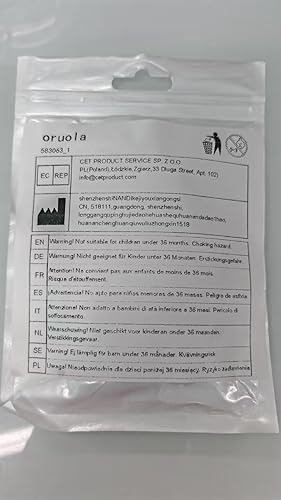 oruola
583063_1
EC REP
CET PRODUCT SERVICE SP. Z O.O.
PL(Poland),Łódzkie,Zgierz,33 Dluga Street, Apt. 102)
info@cetproduct.com
shenzhenshiNANDIkejiyouxiangongsi
CN, 518111,guangdong, shenzhenshi,
longgangqupinghujiedaohehuashequhuanandadao1hao,
huananchenghuanquwuliuzhongxin1518
0-3
EN Warning! Not suitable for children under 36 months. Choking hazard.
DE Warnung! Nicht geeignet für Kinder unter 36 Monaten. Erstickungsgefahr.
FR Attention! Ne convient pas aux enfants de moins de 36 mois.
Risque d'étouffement.
ES ¡Advertencia! No apto para niños menores de 36 meses. Peligro de asfixia.
IT Attenzione! Non adatto a bambini di età inferiore a 36 mesi. Pericolo di
soffocamento.
NL Waarschuwing! Niet geschikt voor kinderen onder 36 maanden.
Verstikkingsgevaar.
SE Varning! Ej lämplig för barn under 36 månader. Kvävningsrisk
PL Uwaga! Nieodpowiednie dla dzieci poniżej 36 miesięcy. Ryzyko zadławienia.